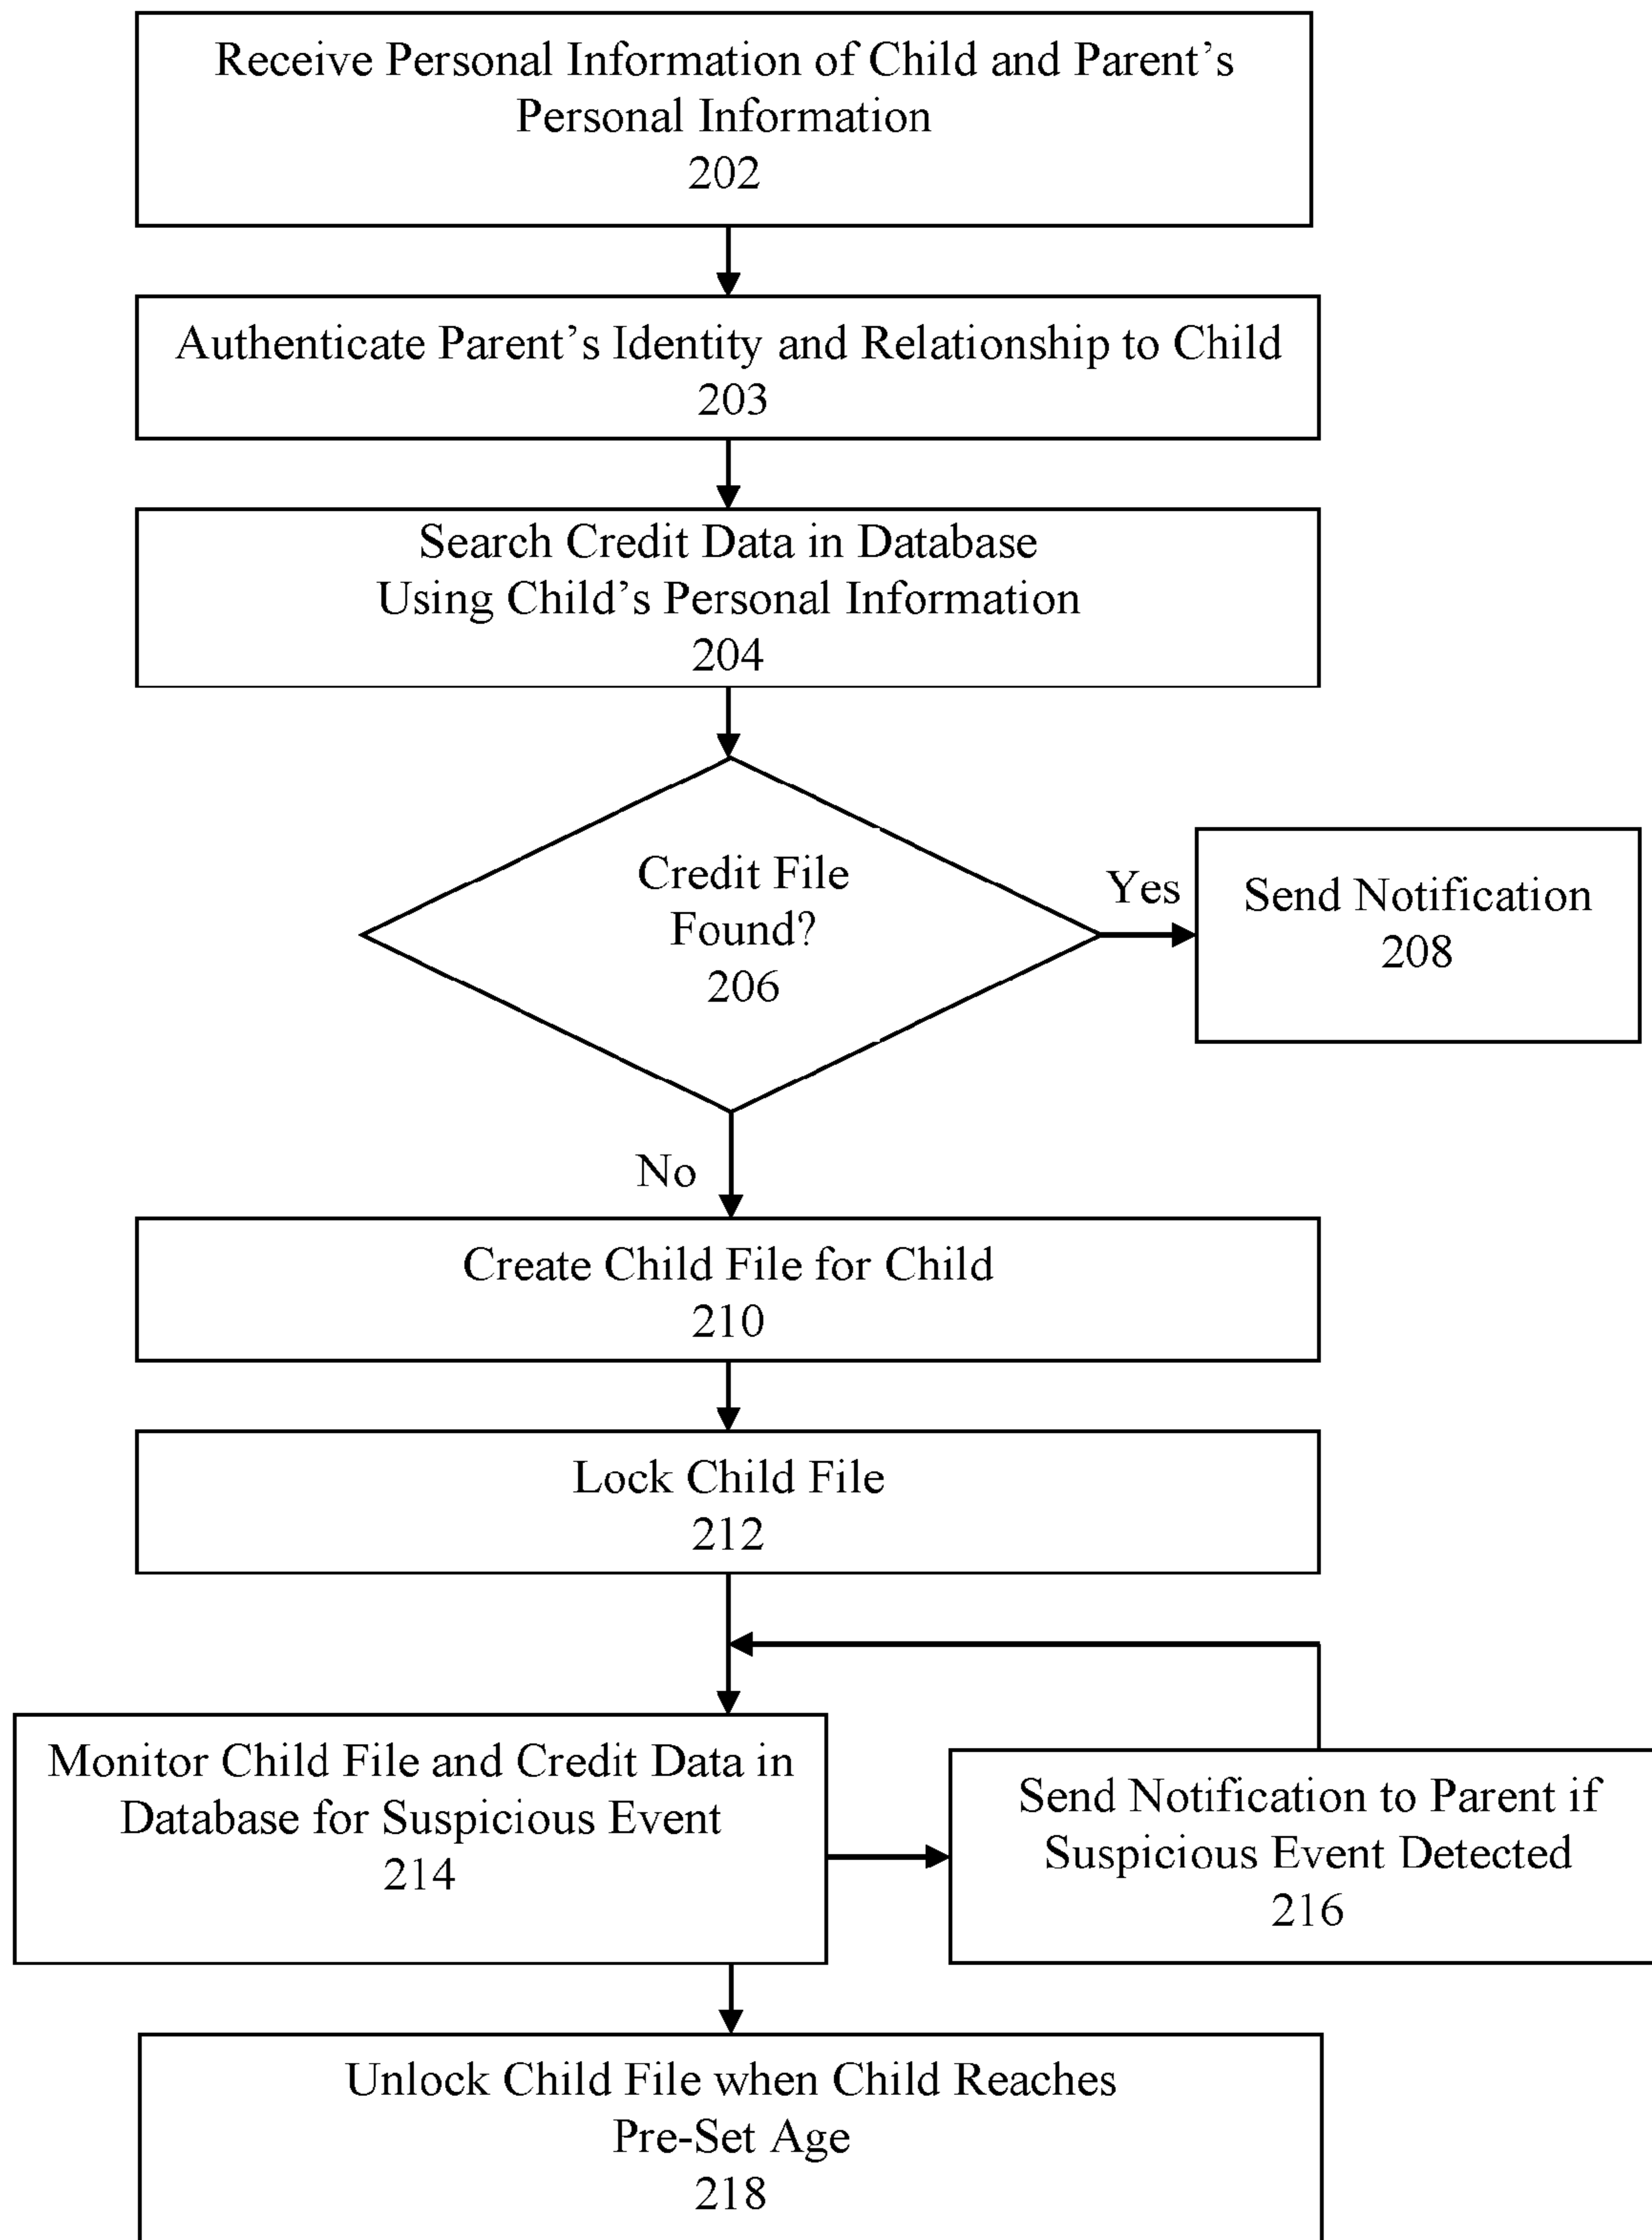 Receive Personal Information of Child and Parent’s
Personal Information
202
Authenticate Parent’s Identity and Relationship to Child
203
Search Credit Data in Database
Using Child’s Personal Information
204
Credit File
Found?
206
Yes
Send Notification
208
No
Create Child File for Child
210
Lock Child File
212
Monitor Child File and Credit Data in
Database for Suspicious Event
214
Send Notification to Parent if
Suspicious Event Detected
216
Unlock Child File when Child Reaches
Pre-Set Age
218